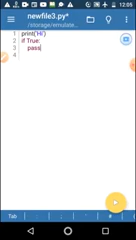 12:05
newfile3.py*
/storage/emulate...
1 print('Hi')
2 if True:
3 pass
4
Tab : ; ' #